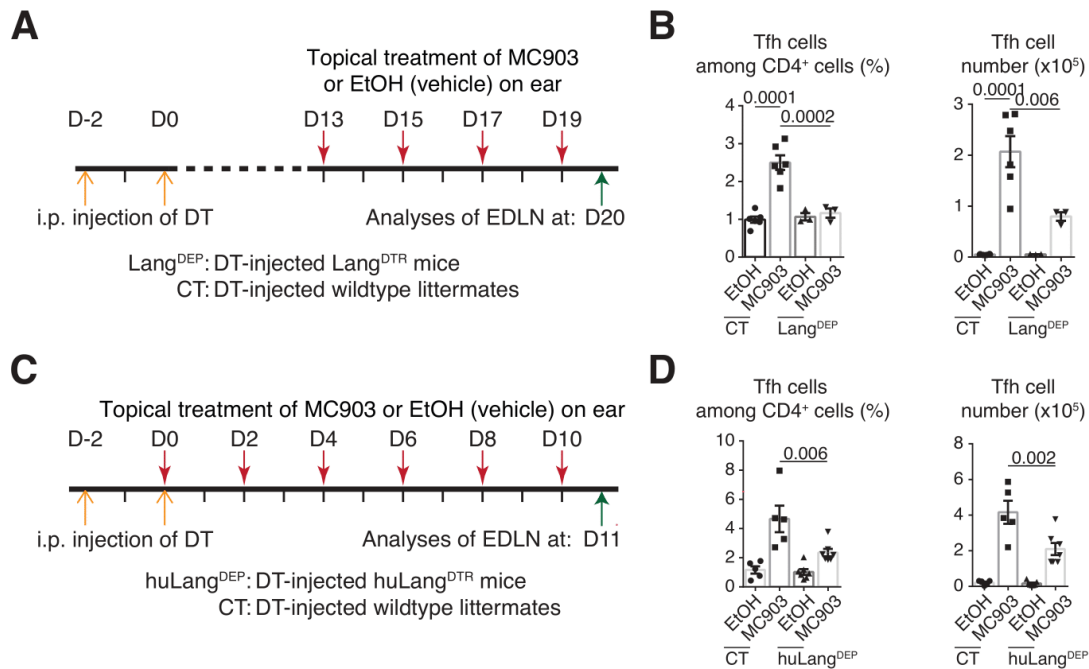 A
Topical treatment of MC903
or EtOH (vehicle) on ear
D-2 D0 D13 D15 D17 D19
i.p. injection of DT Analyses of EDLN at: D20
Lang^DEP: DT-injected Lang^DTR mice
CT: DT-injected wildtype littermates
B
Tfh cells
among CD4⁺ cells (%)
0.0001
0.0002
4
3
2
1
0
EtOH MC903 EtOH MC903
CT Lang^DEP
Tfh cell
number (x10⁵)
0.0001
0.006
3
2
1
0
EtOH MC903 EtOH MC903
CT Lang^DEP
C
Topical treatment of MC903 or EtOH (vehicle) on ear
D-2 D0 D2 D4 D6 D8 D10
i.p. injection of DT Analyses of EDLN at: D11
huLang^DEP: DT-injected huLang^DTR mice
CT: DT-injected wildtype littermates
D
Tfh cells
among CD4⁺ cells (%)
0.006
10
8
6
4
2
0
EtOH MC903 EtOH MC903
CT huLang^DEP
Tfh cell
number (x10⁵)
0.002
8
6
4
2
0
EtOH MC903 EtOH MC903
CT huLang^DEP